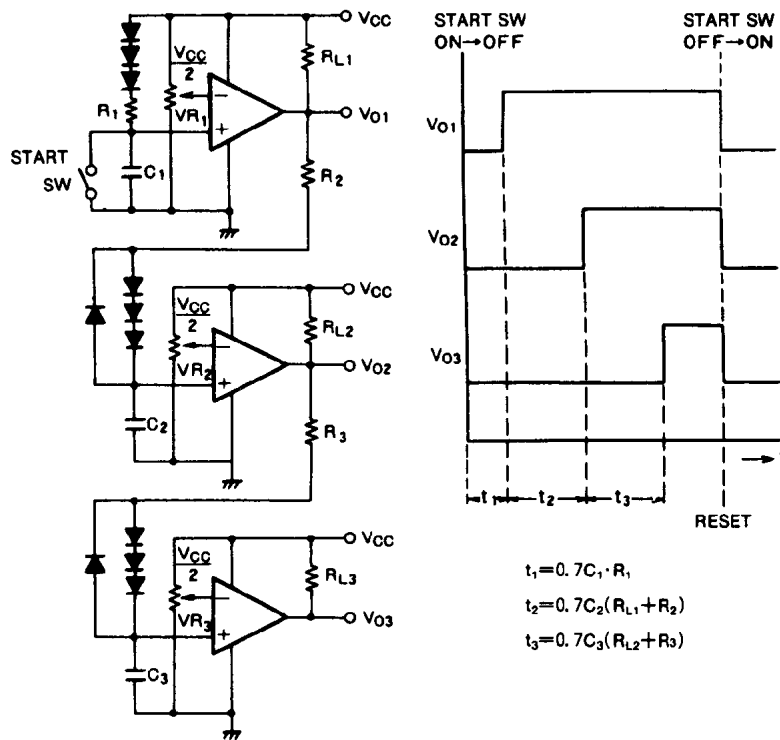 START SW
ON→OFF
START SW
OFF→ON
VCC
VCC/2
RL1
R1
VR1
−
+
VO1
START
SW
C1
R2
VO1
VO2
VCC
VCC/2
RL2
VR2
−
+
VO2
C2
R3
VO3
t1
t2
t3
RESET
VCC
VCC/2
RL3
VR3
−
+
VO3
C3
t1=0.7C1·R1
t2=0.7C2(RL1+R2)
t3=0.7C3(RL2+R3)